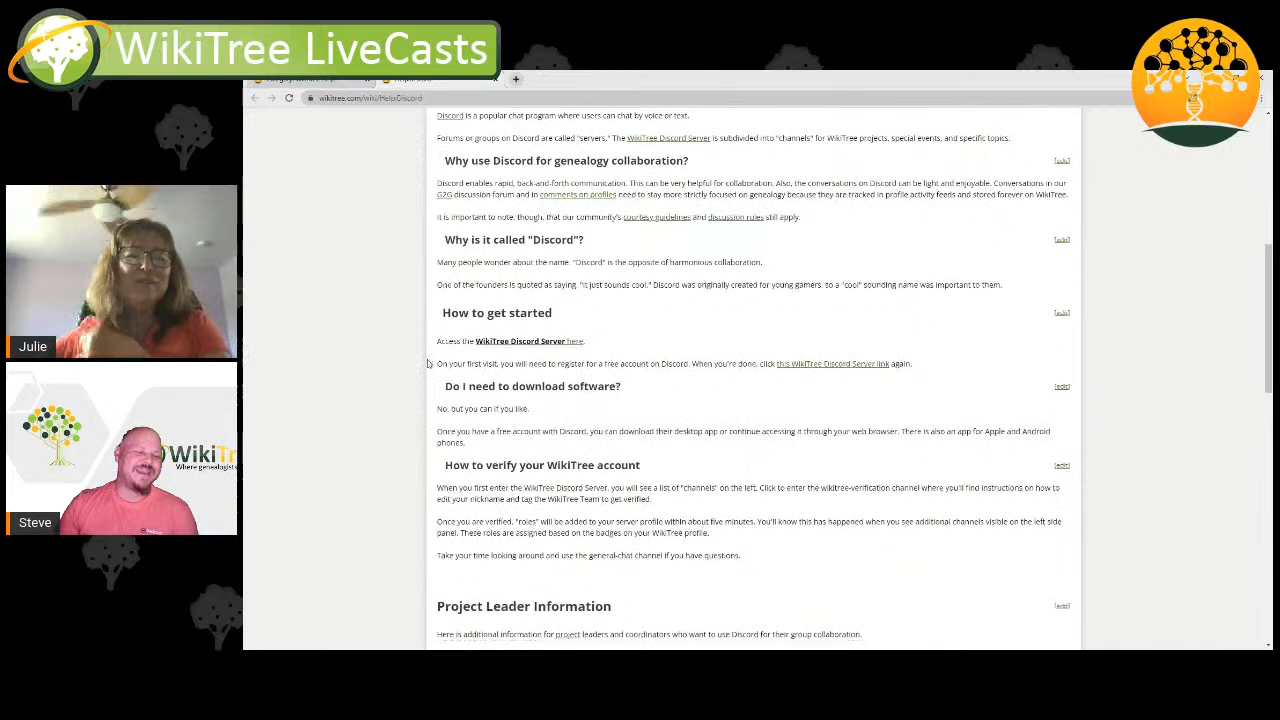 WikiTree LiveCasts
wikitree.com/wiki/Help:Discord
Discord is a popular chat program where users can chat by voice or text.
Forums or groups on Discord are called "servers." The WikiTree Discord Server is subdivided into "channels" for WikiTree projects, special events, and specific topics.
Why use Discord for genealogy collaboration?
[edit]
Discord enables rapid, back-and-forth communication. This can be very helpful for collaboration. Also, the conversations on Discord can be light and enjoyable. Conversations in our
G2G discussion forum and in comments on profiles need to stay more strictly focused on genealogy because they are tracked in profile activity feeds and stored forever on WikiTree.
It is important to note, though, that our community's courtesy guidelines and discussion rules still apply.
Why is it called "Discord"?
[edit]
Many people wonder about the name. "Discord" is the opposite of harmonious collaboration.
One of the founders is quoted as saying, "It just sounds cool." Discord was originally created for young gamers, so a "cool" sounding name was important to them.
How to get started
[edit]
Access the WikiTree Discord Server here.
On your first visit, you will need to register for a free account on Discord. When you're done, click this WikiTree Discord Server link again.
Do I need to download software?
[edit]
No, but you can if you like.
Once you have a free account with Discord, you can download their desktop app or continue accessing it through your web browser. There is also an app for Apple and Android
phones.
How to verify your WikiTree account
[edit]
When you first enter the WikiTree Discord Server, you will see a list of "channels" on the left. Click to enter the wikitree-verification channel where you'll find instructions on how to
edit your nickname and tag the WikiTree Team to get verified.
Once you are verified, "roles" will be added to your server profile within about five minutes. You'll know this has happened when you see additional channels visible on the left side
panel. These roles are assigned based on the badges on your WikiTree profile.
Take your time looking around and use the general-chat channel if you have questions.
Project Leader Information
[edit]
Here is additional information for project leaders and coordinators who want to use Discord for their group collaboration.
Julie
WikiTr
Where genealogists
Steve